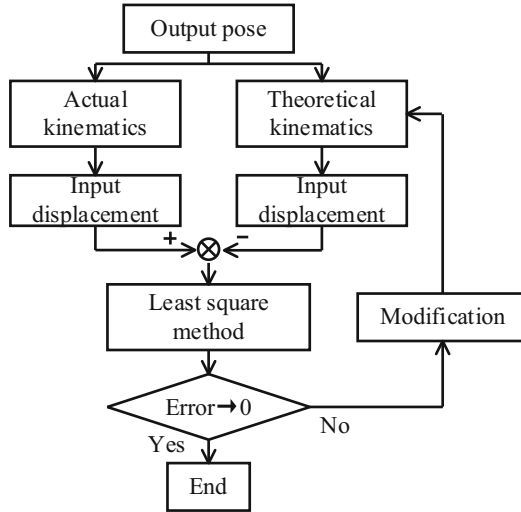 Output pose
Actual
kinematics
Theoretical
kinematics
Input
displacement
Input
displacement
+
−
Least square
method
Modification
Error→0
No
Yes
End